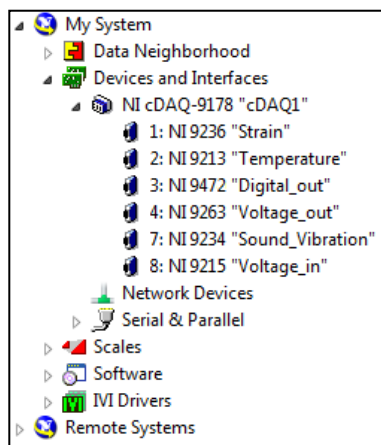 My System
Data Neighborhood
Devices and Interfaces
NI cDAQ-9178 "cDAQ1"
1: NI 9236 "Strain"
2: NI 9213 "Temperature"
3: NI 9472 "Digital_out"
4: NI 9263 "Voltage_out"
7: NI 9234 "Sound_Vibration"
8: NI 9215 "Voltage_in"
Network Devices
Serial & Parallel
Scales
Software
IVI Drivers
Remote Systems